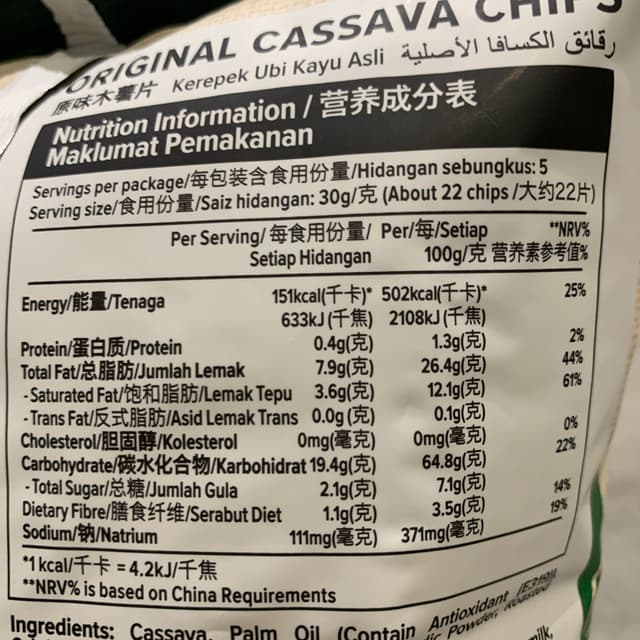 ORIGINAL CASSAVA CHIPS
原味木薯片 Kerepek Ubi Kayu Asli رقائق الكسافا الأصلية
Nutrition Information / 营养成分表
Maklumat Pemakanan
Servings per package/每包装含食用份量/Hidangan sebungkus: 5
Serving size/食用份量/Saiz hidangan: 30g/克 (About 22 chips /大约22片)
Per Serving/ 每食用份量/ Per/每/Setiap **NRV%
Setiap Hidangan 100g/克 营养素参考值%
Energy/能量/Tenaga 151kcal(千卡)* 502kcal(千卡)* 25%
633kJ (千焦) 2108kJ (千焦)
Protein/蛋白质/Protein 0.4g(克) 1.3g(克) 2%
Total Fat/总脂肪/Jumlah Lemak 7.9g(克) 26.4g(克) 44%
- Saturated Fat/饱和脂肪/Lemak Tepu 3.6g(克) 12.1g(克) 61%
- Trans Fat/反式脂肪/Asid Lemak Trans 0.0g (克) 0.1g(克)
Cholesterol/胆固醇/Kolesterol 0mg(毫克) 0mg(毫克) 0%
Carbohydrate/碳水化合物/Karbohidrat 19.4g(克) 64.8g(克) 22%
- Total Sugar/总糖/Jumlah Gula 2.1g(克) 7.1g(克)
Dietary Fibre/膳食纤维/Serabut Diet 1.1g(克) 3.5g(克) 14%
Sodium/钠/Natrium 111mg(毫克) 371mg(毫克) 19%
*1 kcal/千卡 = 4.2kJ/千焦
**NRV% is based on China Requirements
Ingredients: Cassava, Palm Oil (Contain Antioxidant (E319)),
Powder, Roasted
milk,